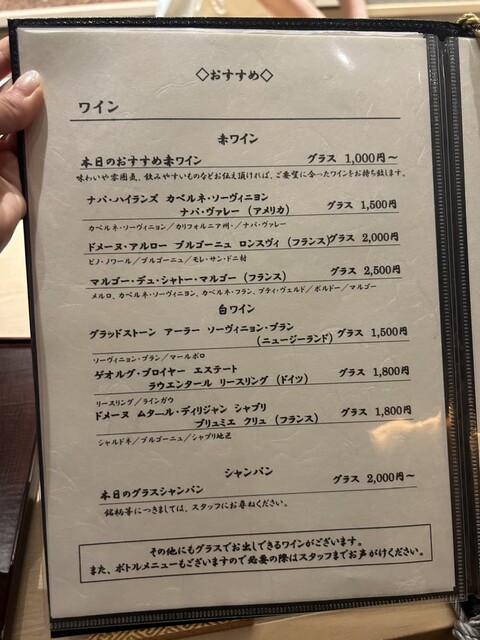 ◇おすすめ◇
ワイン
赤ワイン
本日のおすすめ赤ワイン グラス 1,000円~
味わいや雰囲気、飲みやすいものなどお伝え頂ければ、ご要望に合ったワインをお持ち致します。
ナパ・ハイランズ カベルネ・ソーヴィニヨン
ナパ・ヴァレー (アメリカ) グラス 1,500円
カベルネ・ソーヴィニヨン/カリフォルニア州・/ナパ・ヴァレー
ドメーヌ・アルロー ブルゴーニュ ロンスヴィ (フランス) グラス 2,000円
ピノ・ノワール/ブルゴーニュ/モレ・サン・ドニ村
マルゴー・デュ・シャトー・マルゴー (フランス) グラス 2,500円
メルロ、カベルネ・ソーヴィニヨン、カベルネ・フラン、プティ・ヴェルド/ボルドー/マルゴー
白ワイン
グラッドストーン アーラー ソーヴィニヨン・ブラン
(ニュージーランド) グラス 1,500円
ソーヴィニヨン・ブラン/マールボロ
ゲオルグ・ブロイヤー エステート
ラウエンタール リースリング (ドイツ) グラス 1,800円
リースリング/ラインガウ
ドメーヌ ムタール・ディリジャン シャブリ グラス 1,800円
プリュミエ クリュ (フランス)
シャルドネ/ブルゴーニュ/シャブリ地区
シャンパン
本日のグラスシャンパン グラス 2,000円~
銘柄等につきましては、スタッフにお尋ねください。
その他にもグラスでお出しできるワインがございます。
また、ボトルメニューもございますので必要の際はスタッフまでお声がけください。